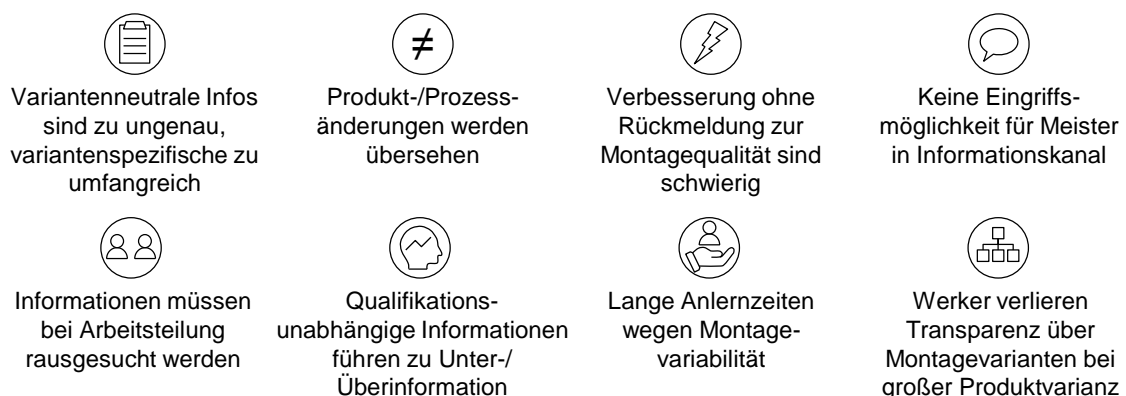 ≠
Variantenneutrale Infos
sind zu ungenau,
variantenspezifische zu
umfangreich
Produkt-/Prozess-
änderungen werden
übersehen
Verbesserung ohne
Rückmeldung zur
Montagequalität sind
schwierig
Keine Eingriffs-
möglichkeit für Meister
in Informationskanal
Informationen müssen
bei Arbeitsteilung
rausgesucht werden
Qualifikations-
unabhängige Informationen
führen zu Unter-/
Überinformation
Lange Anlernzeiten
wegen Montage-
variabilität
Werker verlieren
Transparenz über
Montagevarianten bei
großer Produktvarianz